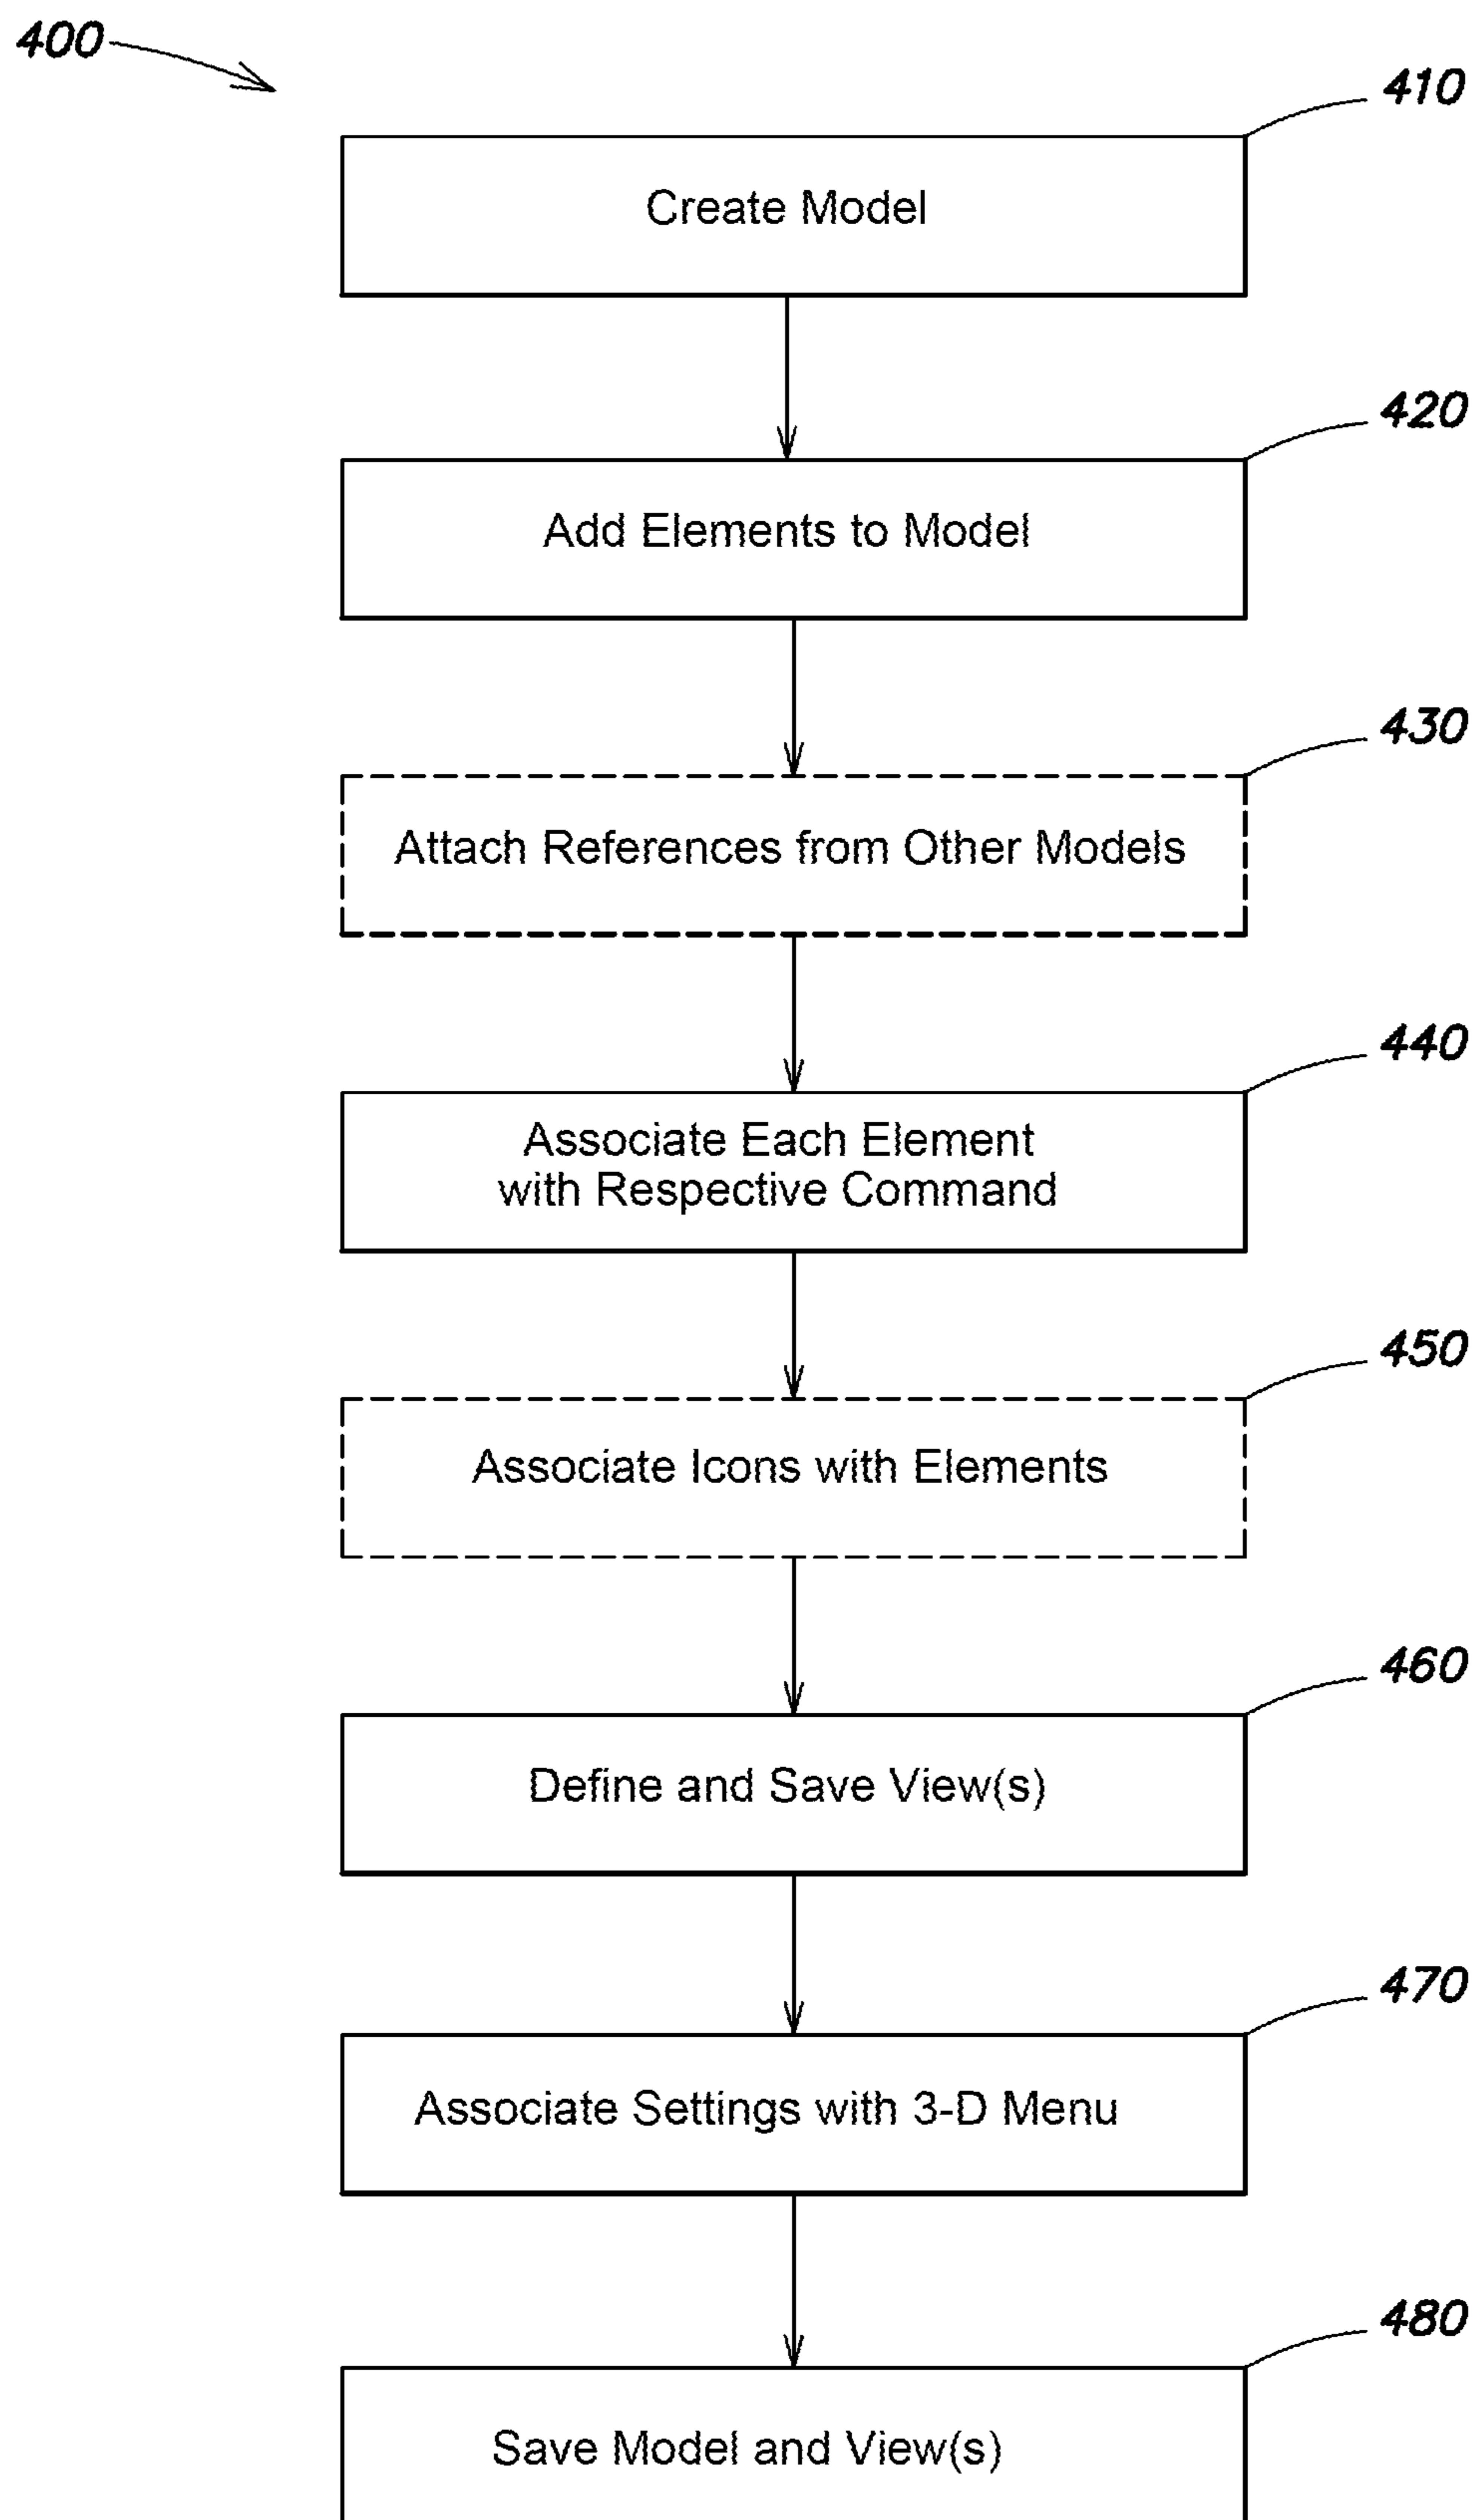 400
410
Create Model
420
Add Elements to Model
430
Attach References from Other Models
440
Associate Each Element
with Respective Command
450
Associate Icons with Elements
460
Define and Save View(s)
470
Associate Settings with 3-D Menu
480
Save Model and View(s)